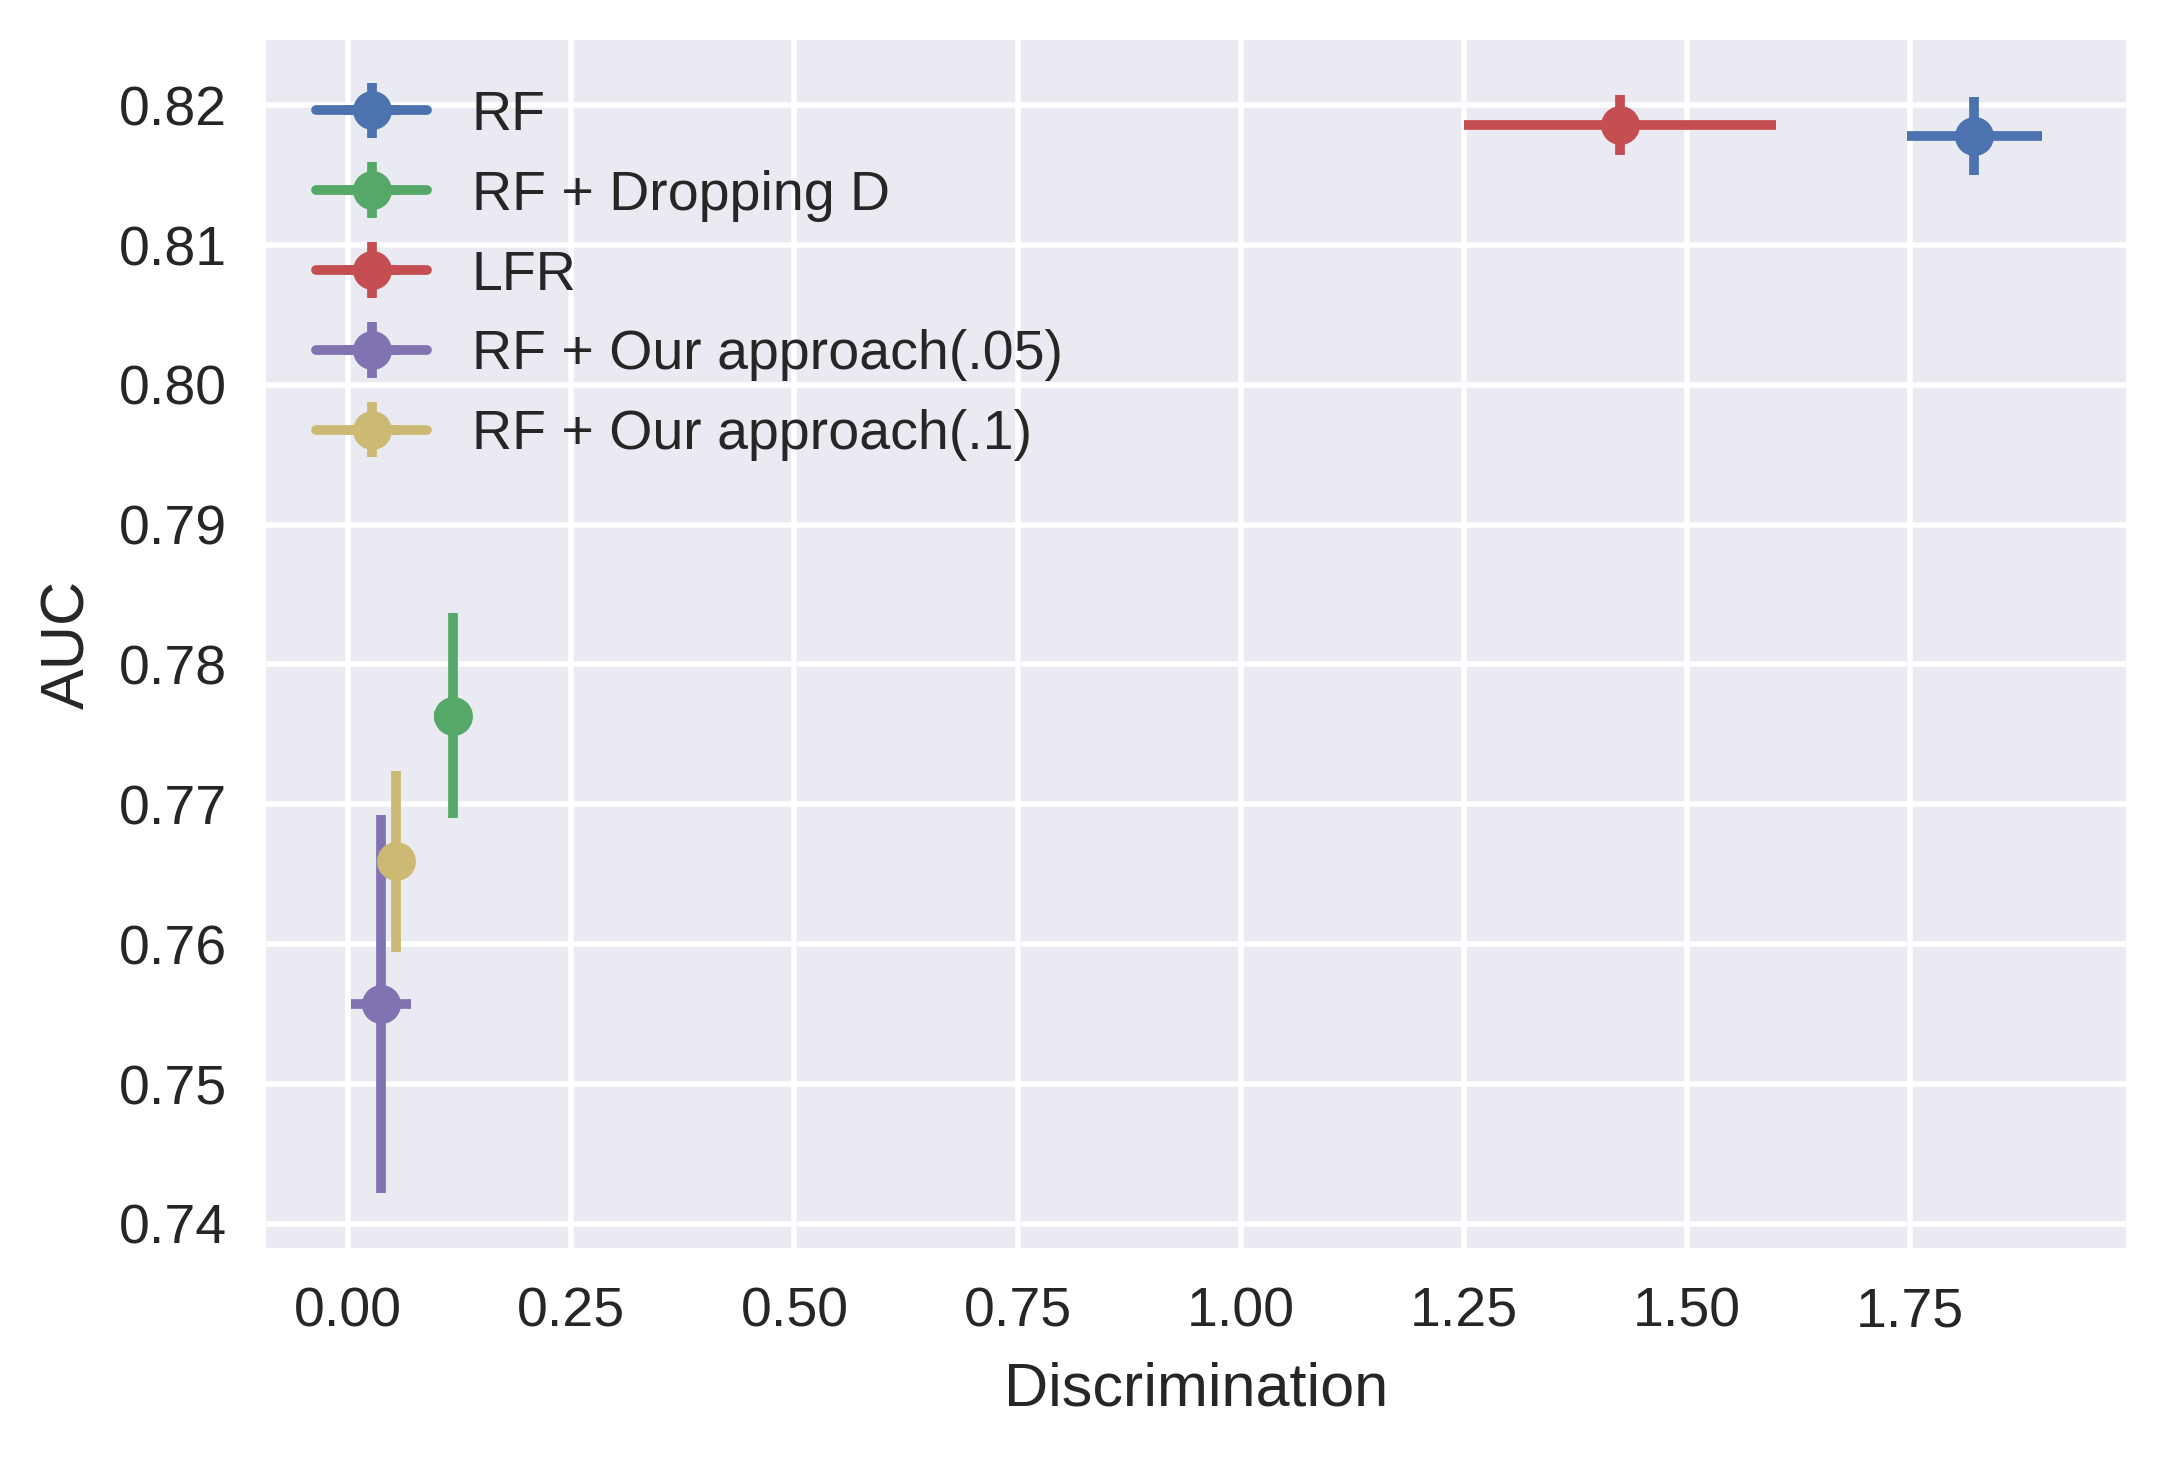 0.82
0.81
0.80
0.79
0.78
0.77
0.76
0.75
0.74
AUC
RF
RF + Dropping D
LFR
RF + Our approach(.05)
RF + Our approach(.1)
0.00 0.25 0.50 0.75 1.00 1.25 1.50 1.75
Discrimination